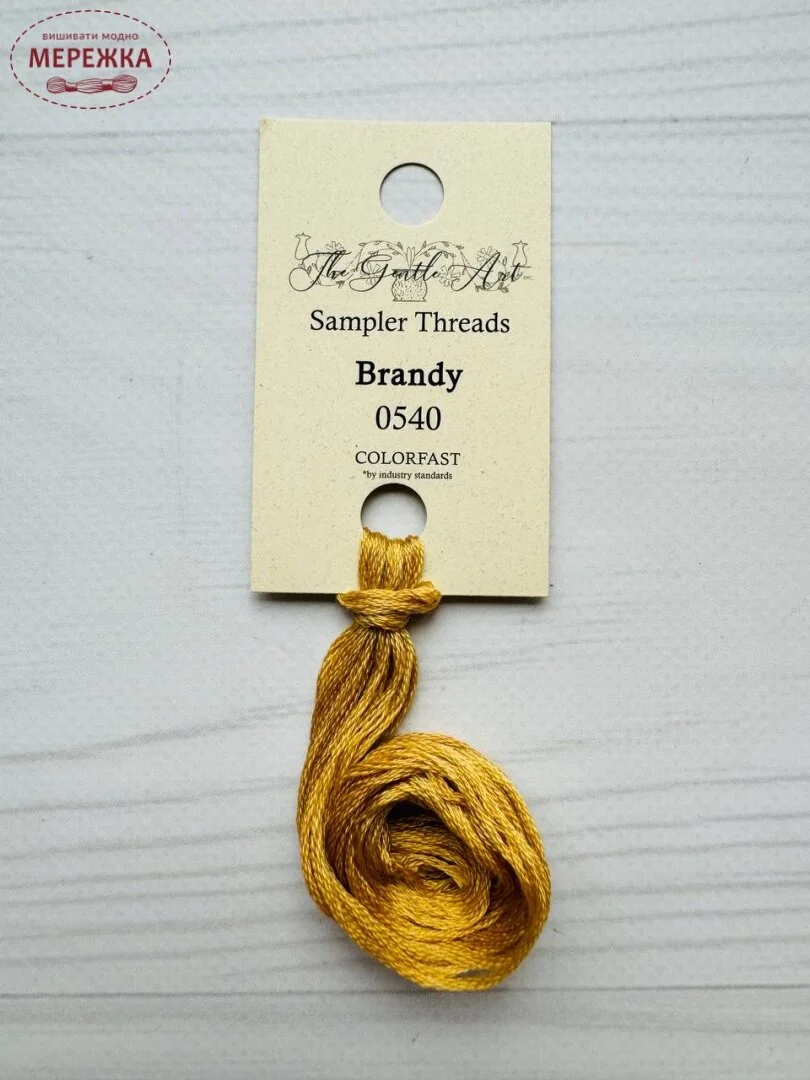 вишивати модно
МЕРЕЖКА
The Gentle Art
Sampler Threads
Brandy
0540
COLORFAST
*by industry standards